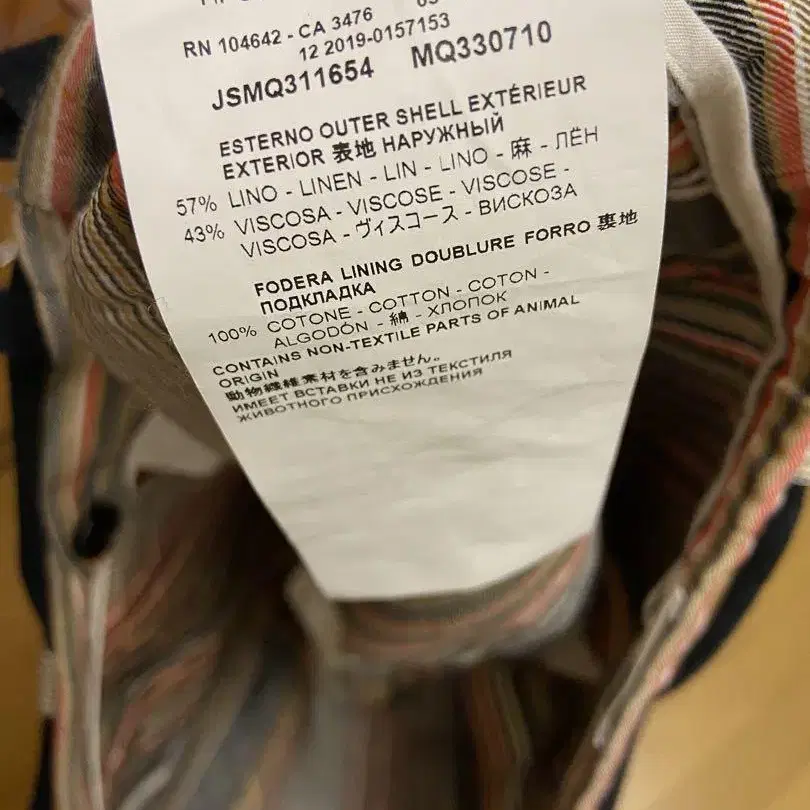 RN 104642 - CA 3476
12 2019-0157153
JSMQ311654 MQ330710
ESTERNO OUTER SHELL EXTÉRIEUR
EXTERIOR 表地 НАРУЖНЫЙ
57% LINO - LINEN - LIN - LINO - 麻 - ЛЁН
43% VISCOSA - VISCOSE - VISCOSE -
VISCOSA - ヴィスコース - ВИСКОЗА
FODERA LINING DOUBLURE FORRO 裏地
ПОДКЛАДКА
100% COTONE - COTTON - COTON -
ALGODÓN - 綿 - ХЛОПОК
CONTAINS NON-TEXTILE PARTS OF ANIMAL
ORIGIN
動物繊維素材を含みません。
ИМЕЕТ ВСТАВКИ НЕ ИЗ ТЕКСТИЛЯ
ЖИВОТНОГО ПРИСХОЖДЕНИЯ